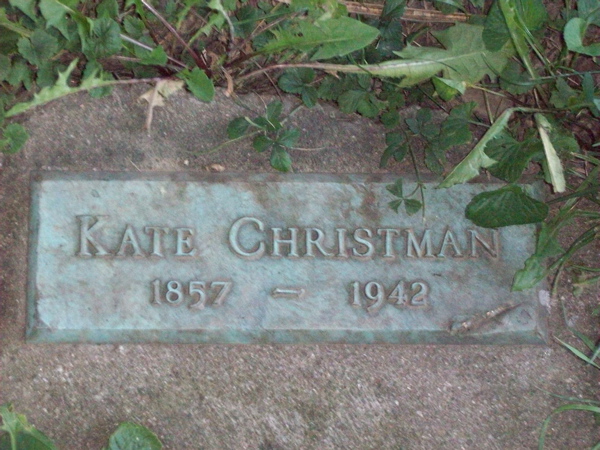 KATE CHRISTMAN
1857 – 1942